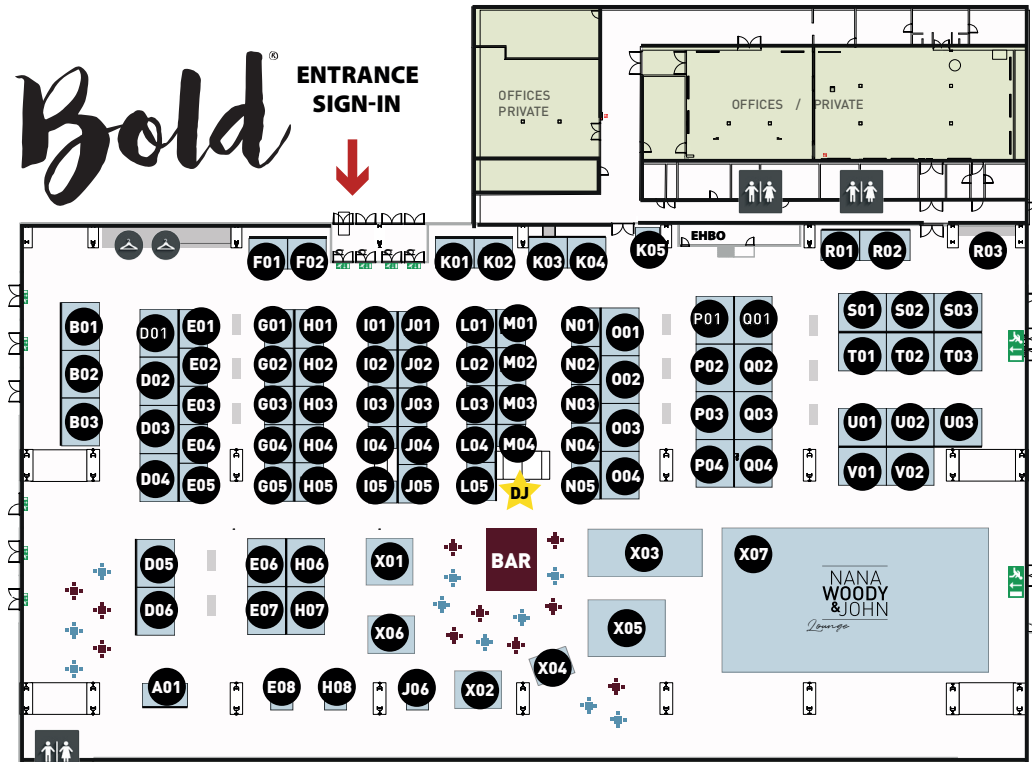 Bold
®
ENTRANCE
SIGN-IN
OFFICES
PRIVATE
OFFICES / PRIVATE
EHBO
F01 F02 K01 K02 K03 K04 K05 R01 R02 R03
B01 B02 B03
D01 D02 D03 D04
E01 E02 E03 E04 E05
G01 G02 G03 G04 G05
H01 H02 H03 H04 H05
I01 I02 I03 I04 I05
J01 J02 J03 J04 J05
L01 L02 L03 L04 L05
M01 M02 M03 M04
DJ
N01 N02 N03 N04 N05
O01 O02 O03 O04
P01 P02 P03 P04
Q01 Q02 Q03 Q04
S01 S02 S03
T01 T02 T03
U01 U02 U03
V01 V02
D05 D06
E06 E07
H06 H07
X01
X06
BAR
X03
X05
X07
NANA
WOODY
&JOHN
Lounge
A01 E08 H08 J06 X02 X04